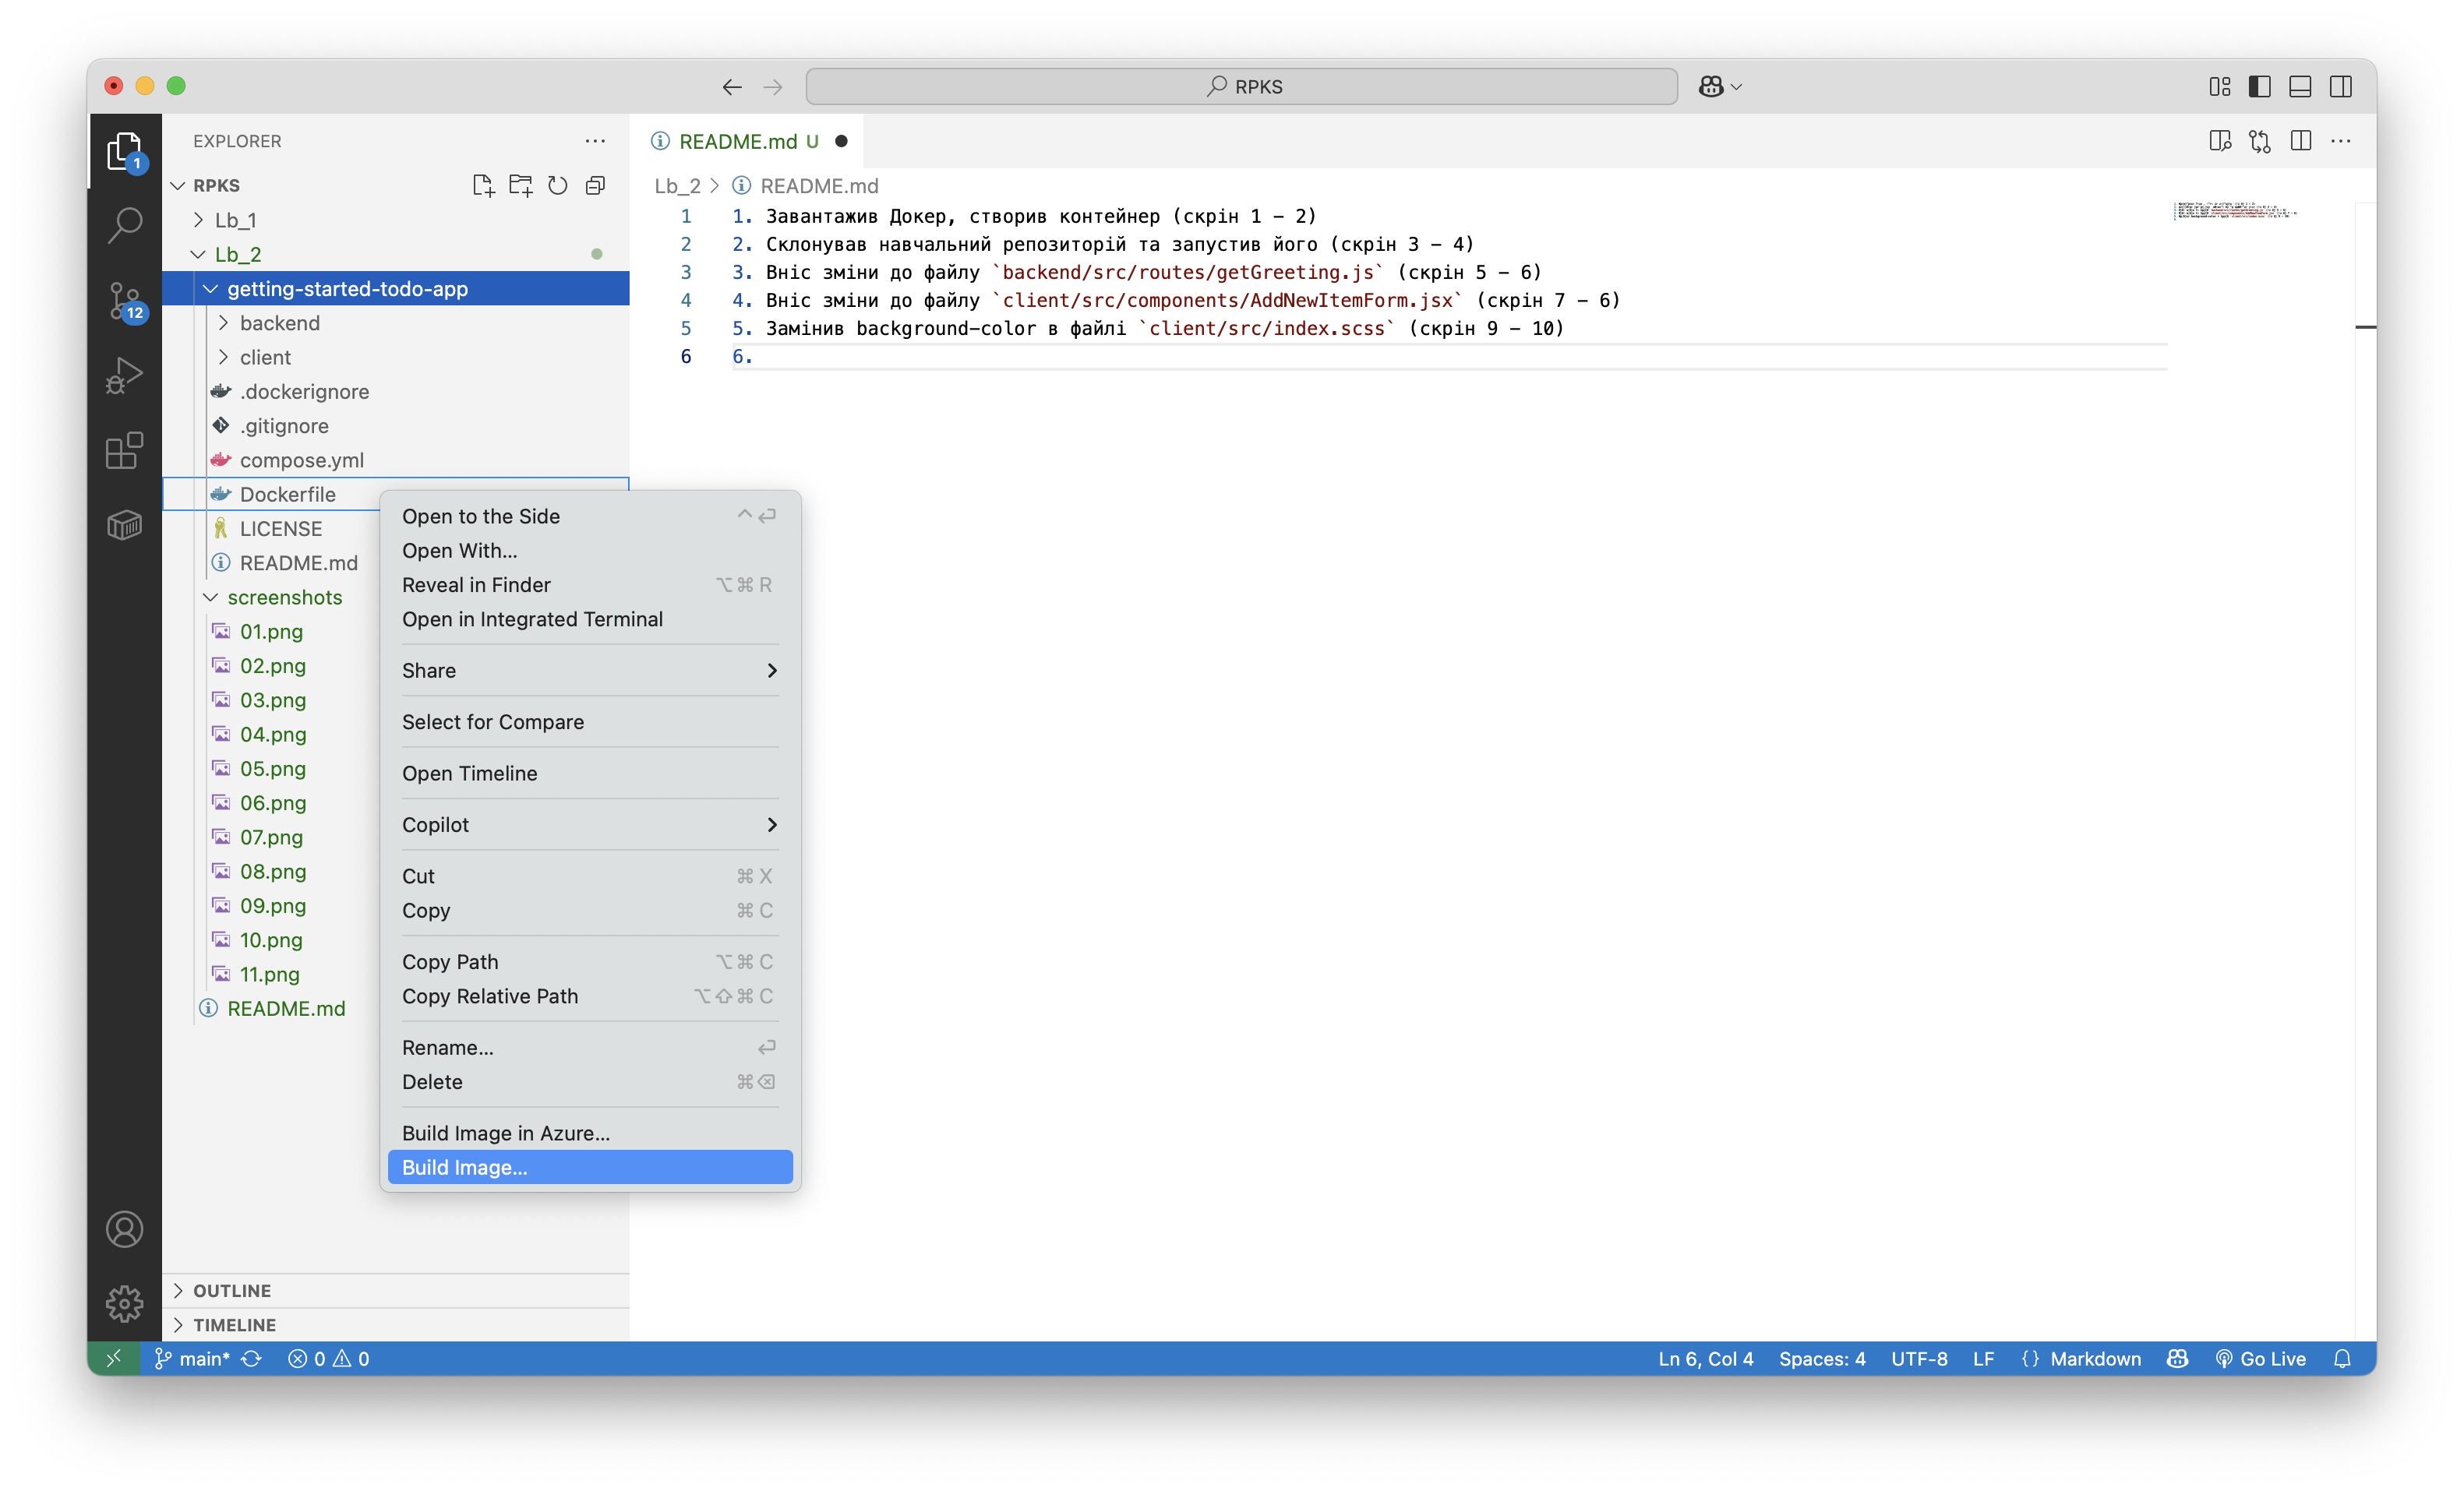 RPKS
EXPLORER
RPKS
Lb_1
Lb_2
getting-started-todo-app
backend
client
.dockerignore
.gitignore
compose.yml
Dockerfile
LICENSE
README.md
screenshots
01.png
02.png
03.png
04.png
05.png
06.png
07.png
08.png
09.png
10.png
11.png
README.md
OUTLINE
TIMELINE
1
12
README.md U
Lb_2 > README.md
1 1. Завантажив Докер, створив контейнер (скрін 1 - 2)
2 2. Склонував навчальний репозиторій та запустив його (скрін 3 - 4)
3 3. Вніс зміни до файлу `backend/src/routes/getGreeting.js` (скрін 5 - 6)
4 4. Вніс зміни до файлу `client/src/components/AddNewItemForm.jsx` (скрін 7 - 6)
5 5. Замінив background-color в файлі `client/src/index.scss` (скрін 9 - 10)
6 6.
Open to the Side ^ ↩
Open With...
Reveal in Finder ⌥⌘ R
Open in Integrated Terminal
Share
Select for Compare
Open Timeline
Copilot
Cut ⌘ X
Copy ⌘ C
Copy Path ⌥⌘ C
Copy Relative Path ⌥⇧⌘ C
Rename... ↩
Delete ⌘⌫
Build Image in Azure...
Build Image...
main* 0 0 Ln 6, Col 4 Spaces: 4 UTF-8 LF {} Markdown Go Live